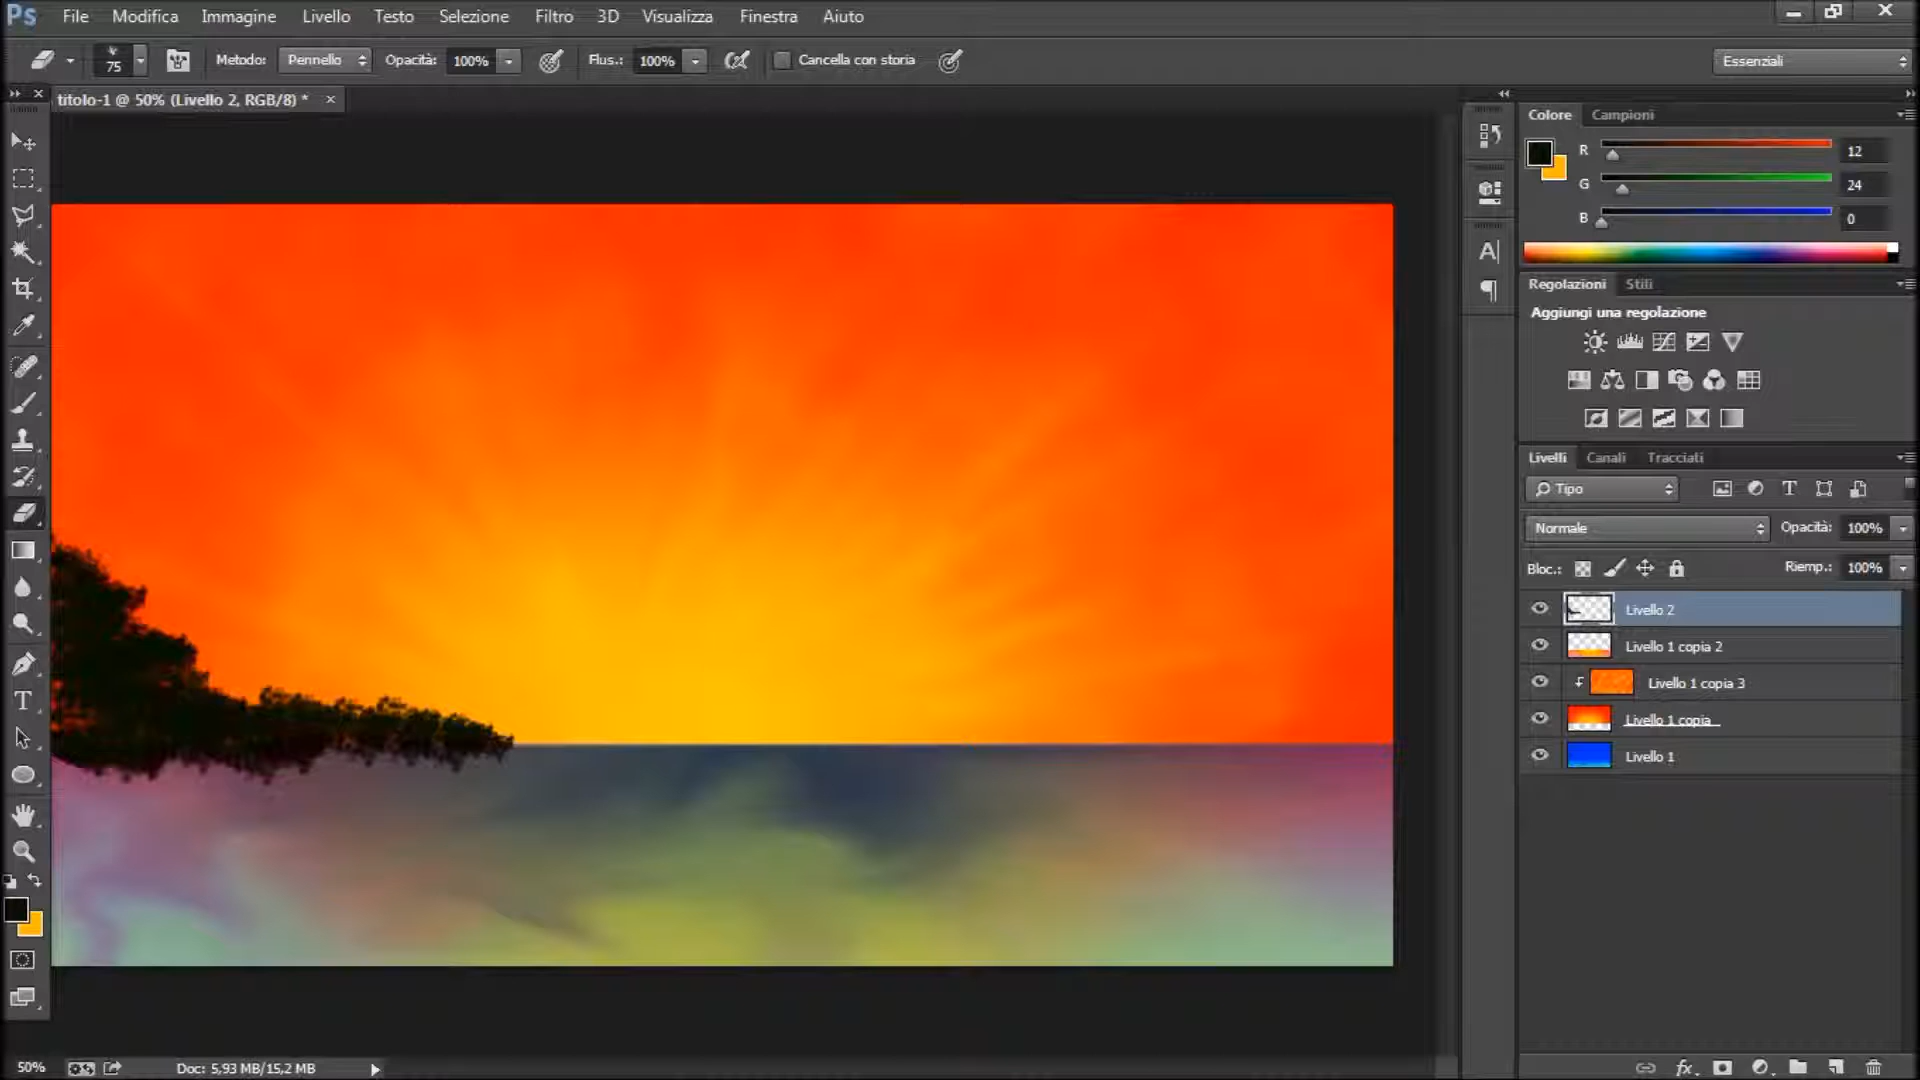 Ps File Modifica Immagine Livello Testo Selezione Filtro 3D Visualizza Finestra Aiuto
75 Metodo: Pennello Opacità: 100% Flus.: 100% Cancella con storia Essenziali
titolo-1 @ 50% (Livello 2, RGB/8) * ×
Colore Campioni
R 12
G 24
B 0
Regolazioni Stili
Aggiungi una regolazione
Livelli Canali Tracciati
Tipo
Normale Opacità: 100%
Bloc.: Riemp.: 100%
Livello 2
Livello 1 copia 2
Livello 1 copia 3
Livello 1 copia
Livello 1
50% Doc: 5,93 MB/15,2 MB